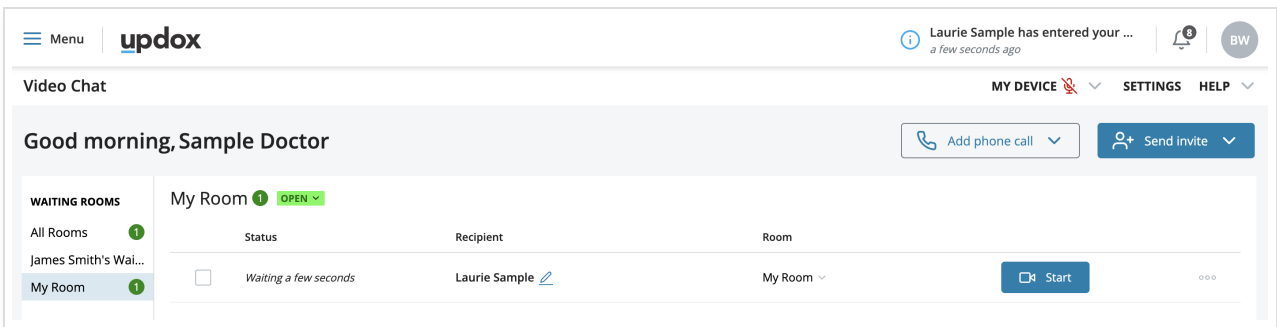 Menu
updox
Laurie Sample has entered your ...
a few seconds ago
8
BW
Video Chat
MY DEVICE
SETTINGS
HELP
Good morning, Sample Doctor
Add phone call
Send invite
WAITING ROOMS
All Rooms 1
James Smith's Wai...
My Room 1
My Room 1 OPEN
Status Recipient Room
Waiting a few seconds Laurie Sample My Room Start